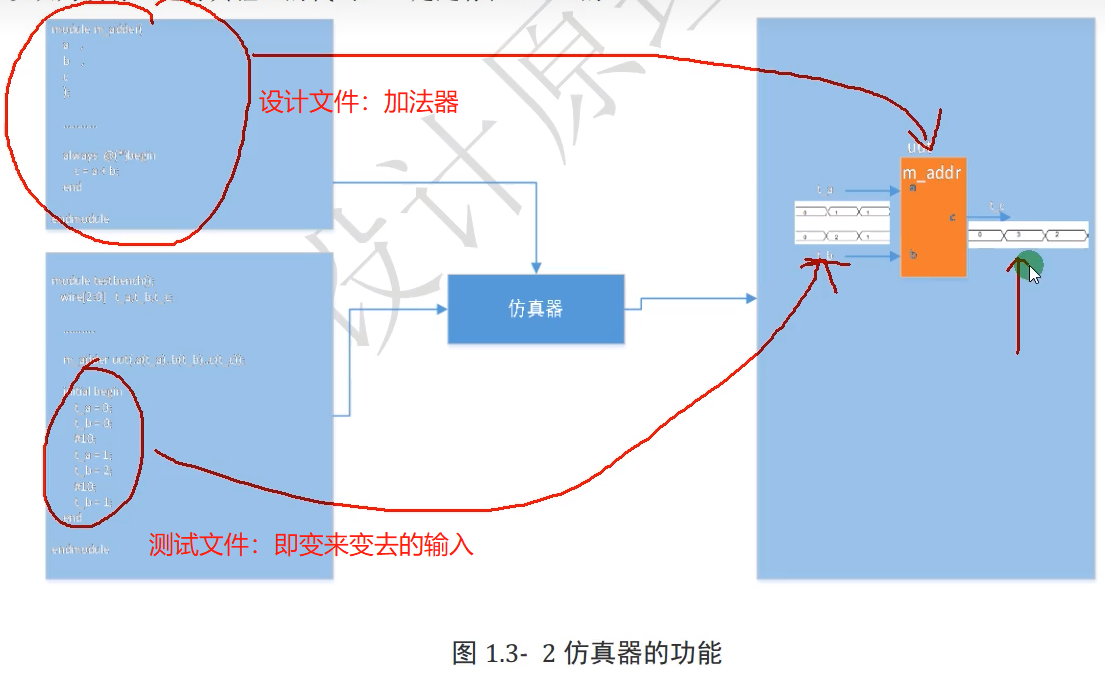 module m_adder(
a ,
b ,
c
);
.........
always @(*)begin
c = a + b;
end
endmodule
设计文件：加法器
设计原理
module testbench();
wire[2:0] t_a,t_b,t_c;
.........
m_adder uut(.a(t_a),.b(t_b),.c(t_c));
initial begin
t_a = 0;
t_b = 0;
#10;
t_a = 1;
t_b = 2;
#10;
t_b = 1;
end
endmodule
测试文件：即变来变去的输入
仿真器
m_addr
t_a
a
0 1 1
t_c
c
0 3 2
0 2 1
b
图 1.3- 2 仿真器的功能